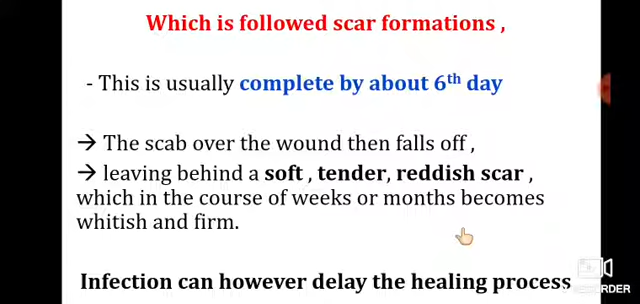 Which is followed scar formations ,
- This is usually complete by about 6th day
→ The scab over the wound then falls off ,
→ leaving behind a soft , tender, reddish scar ,
which in the course of weeks or months becomes
whitish and firm.
Infection can however delay the healing process